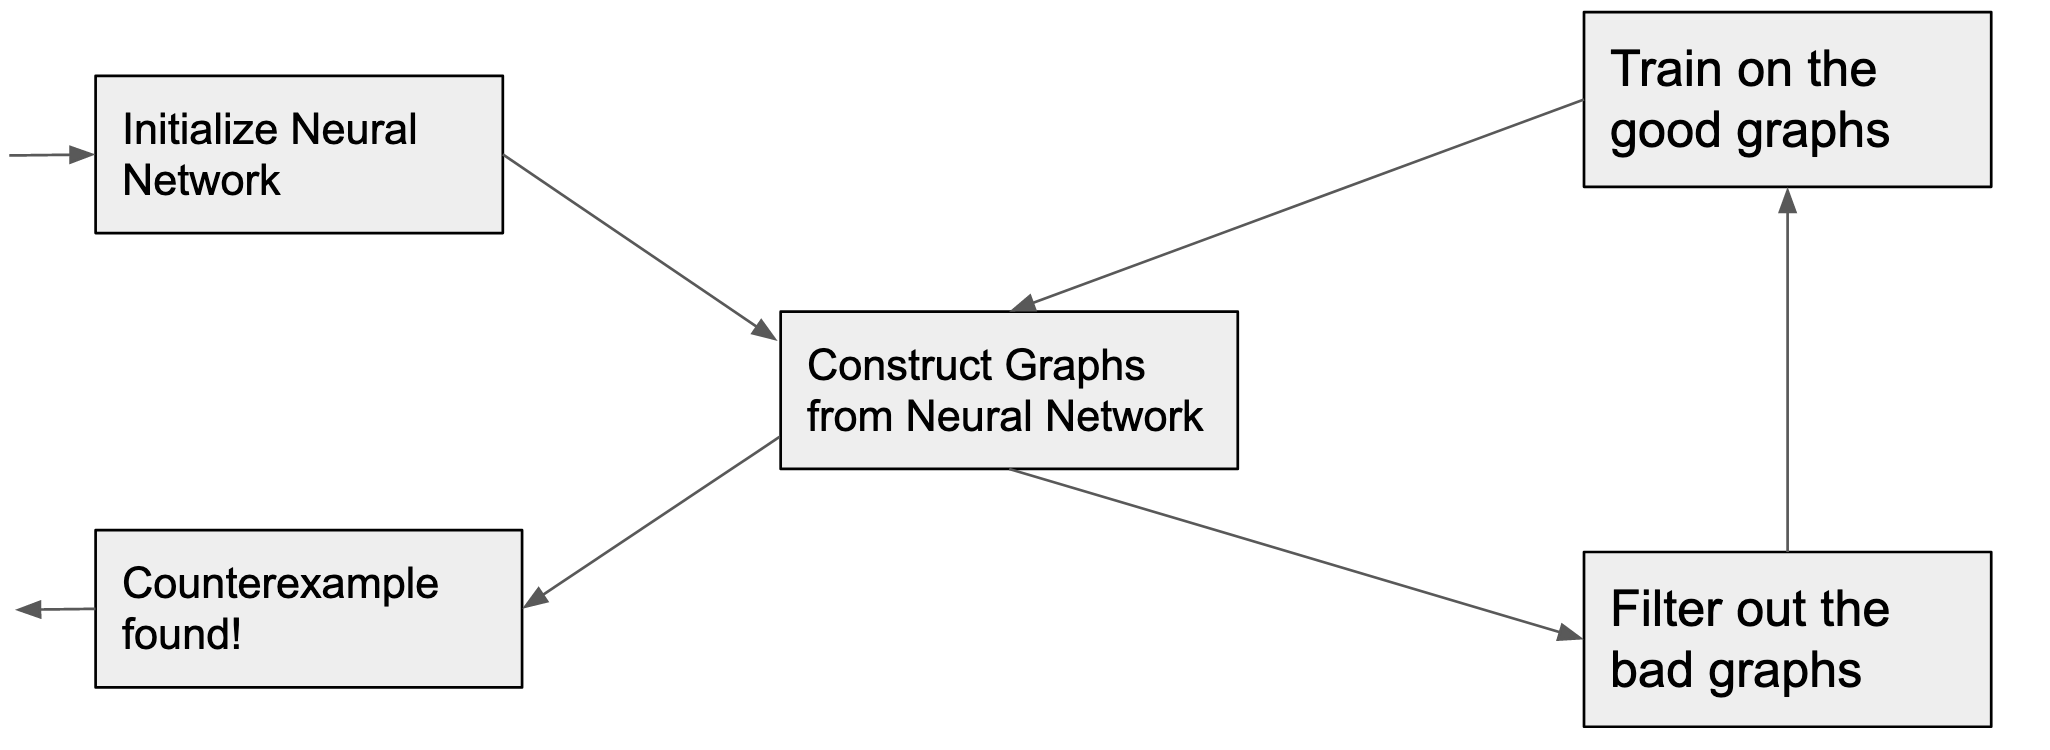 Initialize Neural
Network
Construct Graphs
from Neural Network
Counterexample
found!
Filter out the
bad graphs
Train on the
good graphs